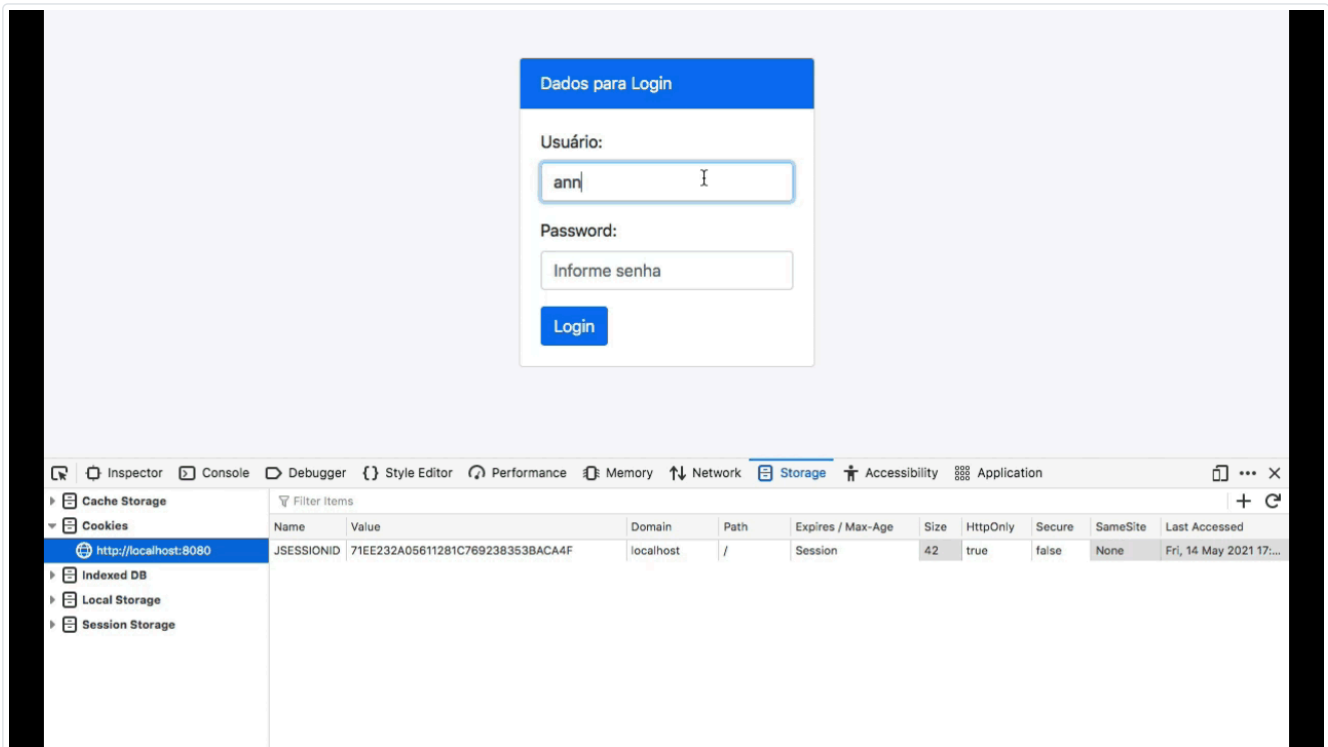 Dados para Login
Usuário:
ann
Password:
Informe senha
Login
Inspector Console Debugger Style Editor Performance Memory Network Storage Accessibility Application
Cache Storage
Filter Items
Cookies
Name Value Domain Path Expires / Max-Age Size HttpOnly Secure SameSite Last Accessed
http://localhost:8080
JSESSIONID 71EE232A05611281C769238353BACA4F localhost / Session 42 true false None Fri, 14 May 2021 17:...
Indexed DB
Local Storage
Session Storage